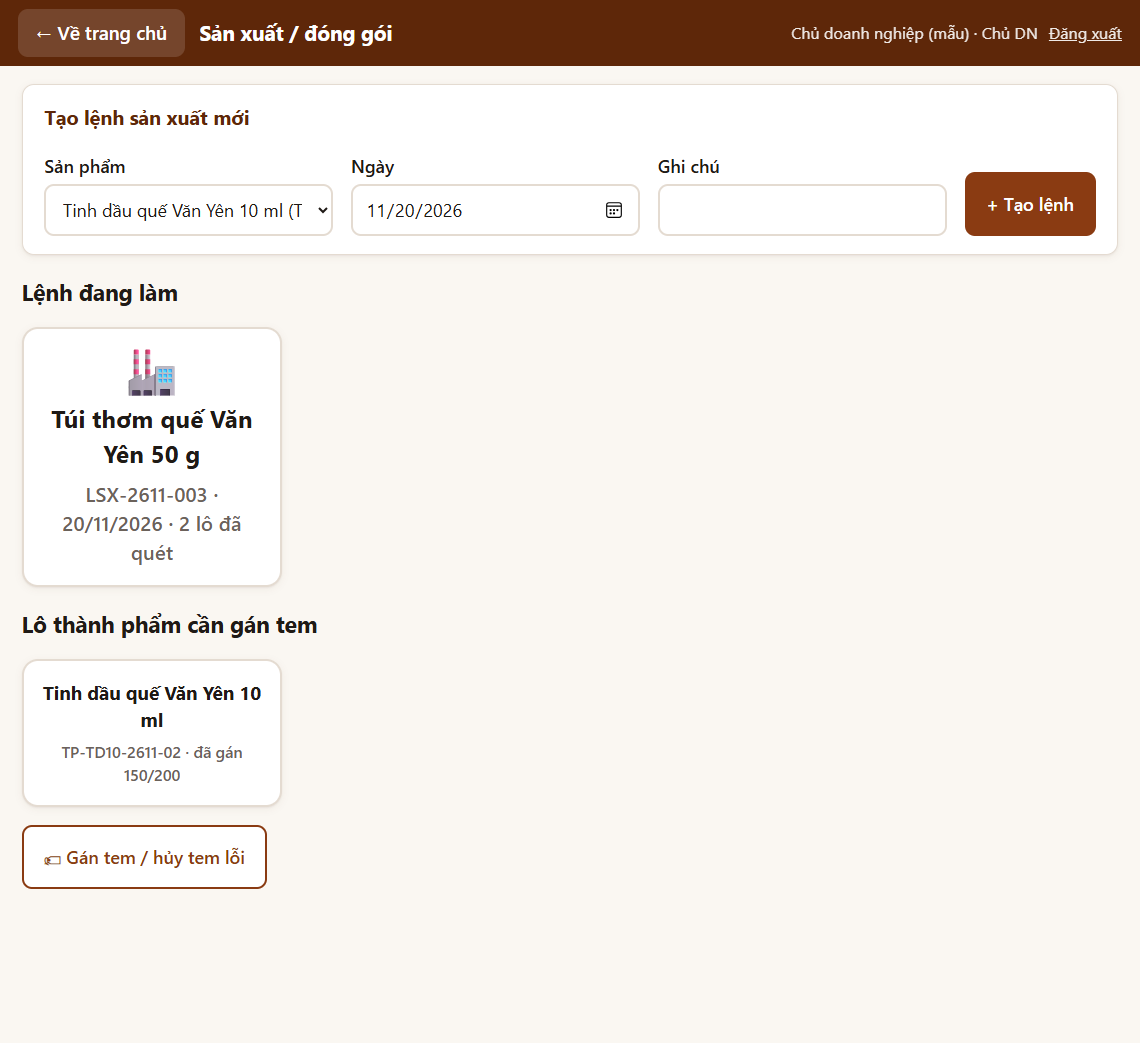 ← Về trang chủ
Sản xuất / đóng gói
Chủ doanh nghiệp (mẫu) · Chủ DN
Đăng xuất
Tạo lệnh sản xuất mới
Sản phẩm
Ngày
Ghi chú
Tinh dầu quế Văn Yên 10 ml (T
11/20/2026
+ Tạo lệnh
Lệnh đang làm
Túi thơm quế Văn
Yên 50 g
LSX-2611-003 ·
20/11/2026 · 2 lô đã
quét
Lô thành phẩm cần gán tem
Tinh dầu quế Văn Yên 10
ml
TP-TD10-2611-02 · đã gán
150/200
Gán tem / hủy tem lỗi